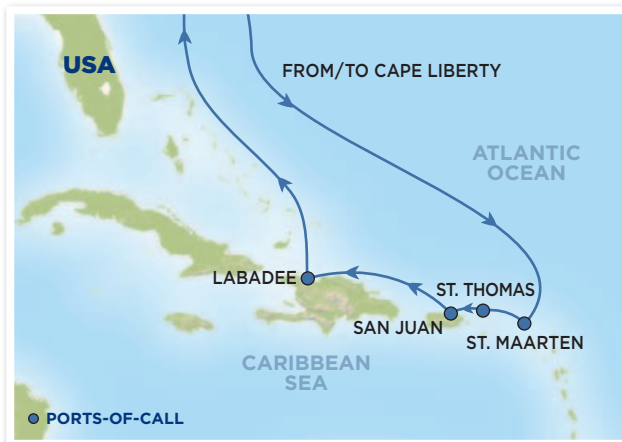 USA
FROM/TO CAPE LIBERTY
ATLANTIC
OCEAN
LABADEE
ST. THOMAS
SAN JUAN
ST. MAARTEN
CARIBBEAN
SEA
PORTS-OF-CALL